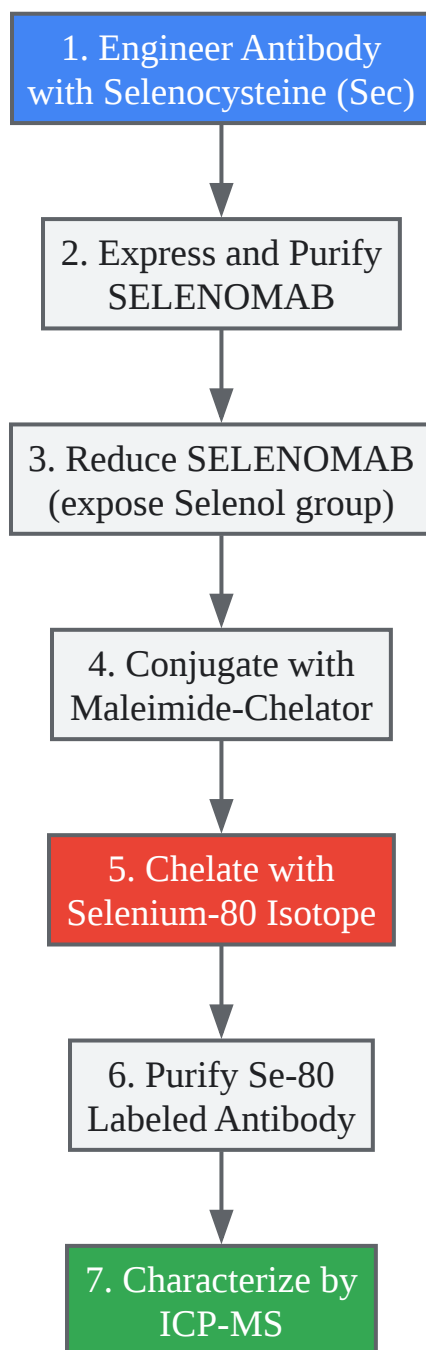 1. Engineer Antibody
with Selenocysteine (Sec)
2. Express and Purify
SELENOMAB
3. Reduce SELENOMAB
(expose Selenol group)
4. Conjugate with
Maleimide-Chelator
5. Chelate with
Selenium-80 Isotope
6. Purify Se-80
Labeled Antibody
7. Characterize by
ICP-MS